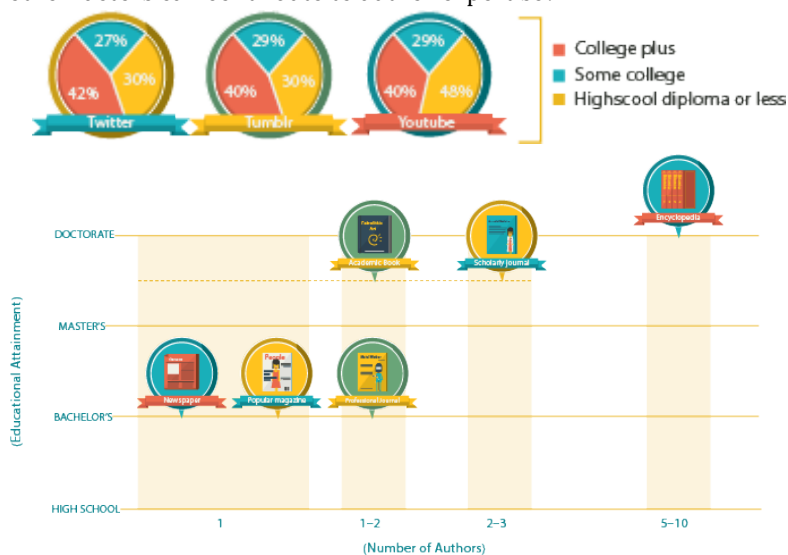 27%
30%
42%
Twitter
29%
30%
40%
Tumblr
29%
48%
40%
Youtube
College plus
Some college
Highscool diploma or less
Encyclopedia
DOCTORATE
Academic Book
Scholarly Journal
MASTER'S
People
Newspaper
Popular magazine
Professional Journal
BACHELOR'S
HIGH SCHOOL
(Educational Attainment)
1
1–2
2–3
5–10
(Number of Authors)